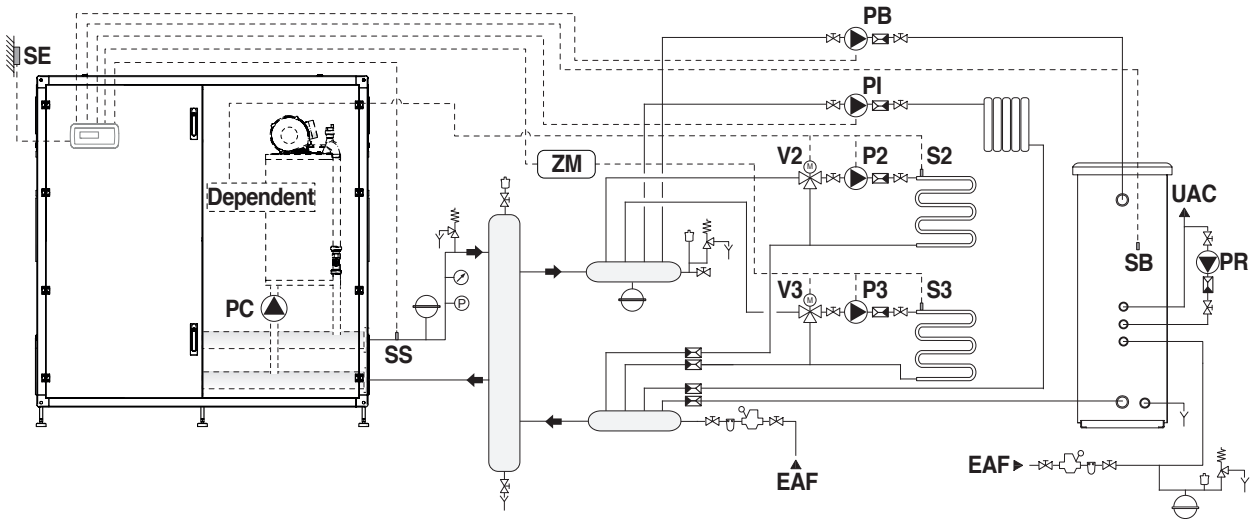 PB
SE
PI
V2
P2
S2
ZM
M
UAC
Dependent
SB
PR
PC
V3
P3
S3
M
P
SS
EAF
EAF